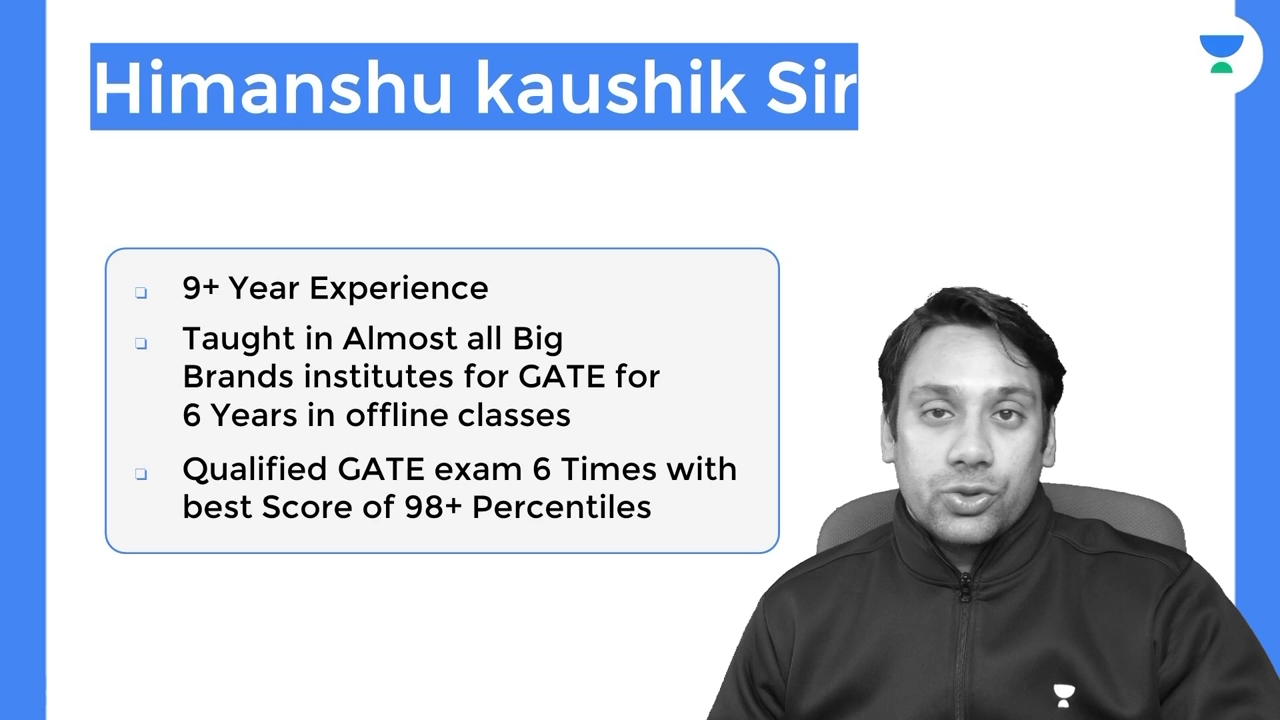 Himanshu kaushik Sir
9+ Year Experience
Taught in Almost all Big
Brands institutes for GATE for
6 Years in offline classes
Qualified GATE exam 6 Times with
best Score of 98+ Percentiles